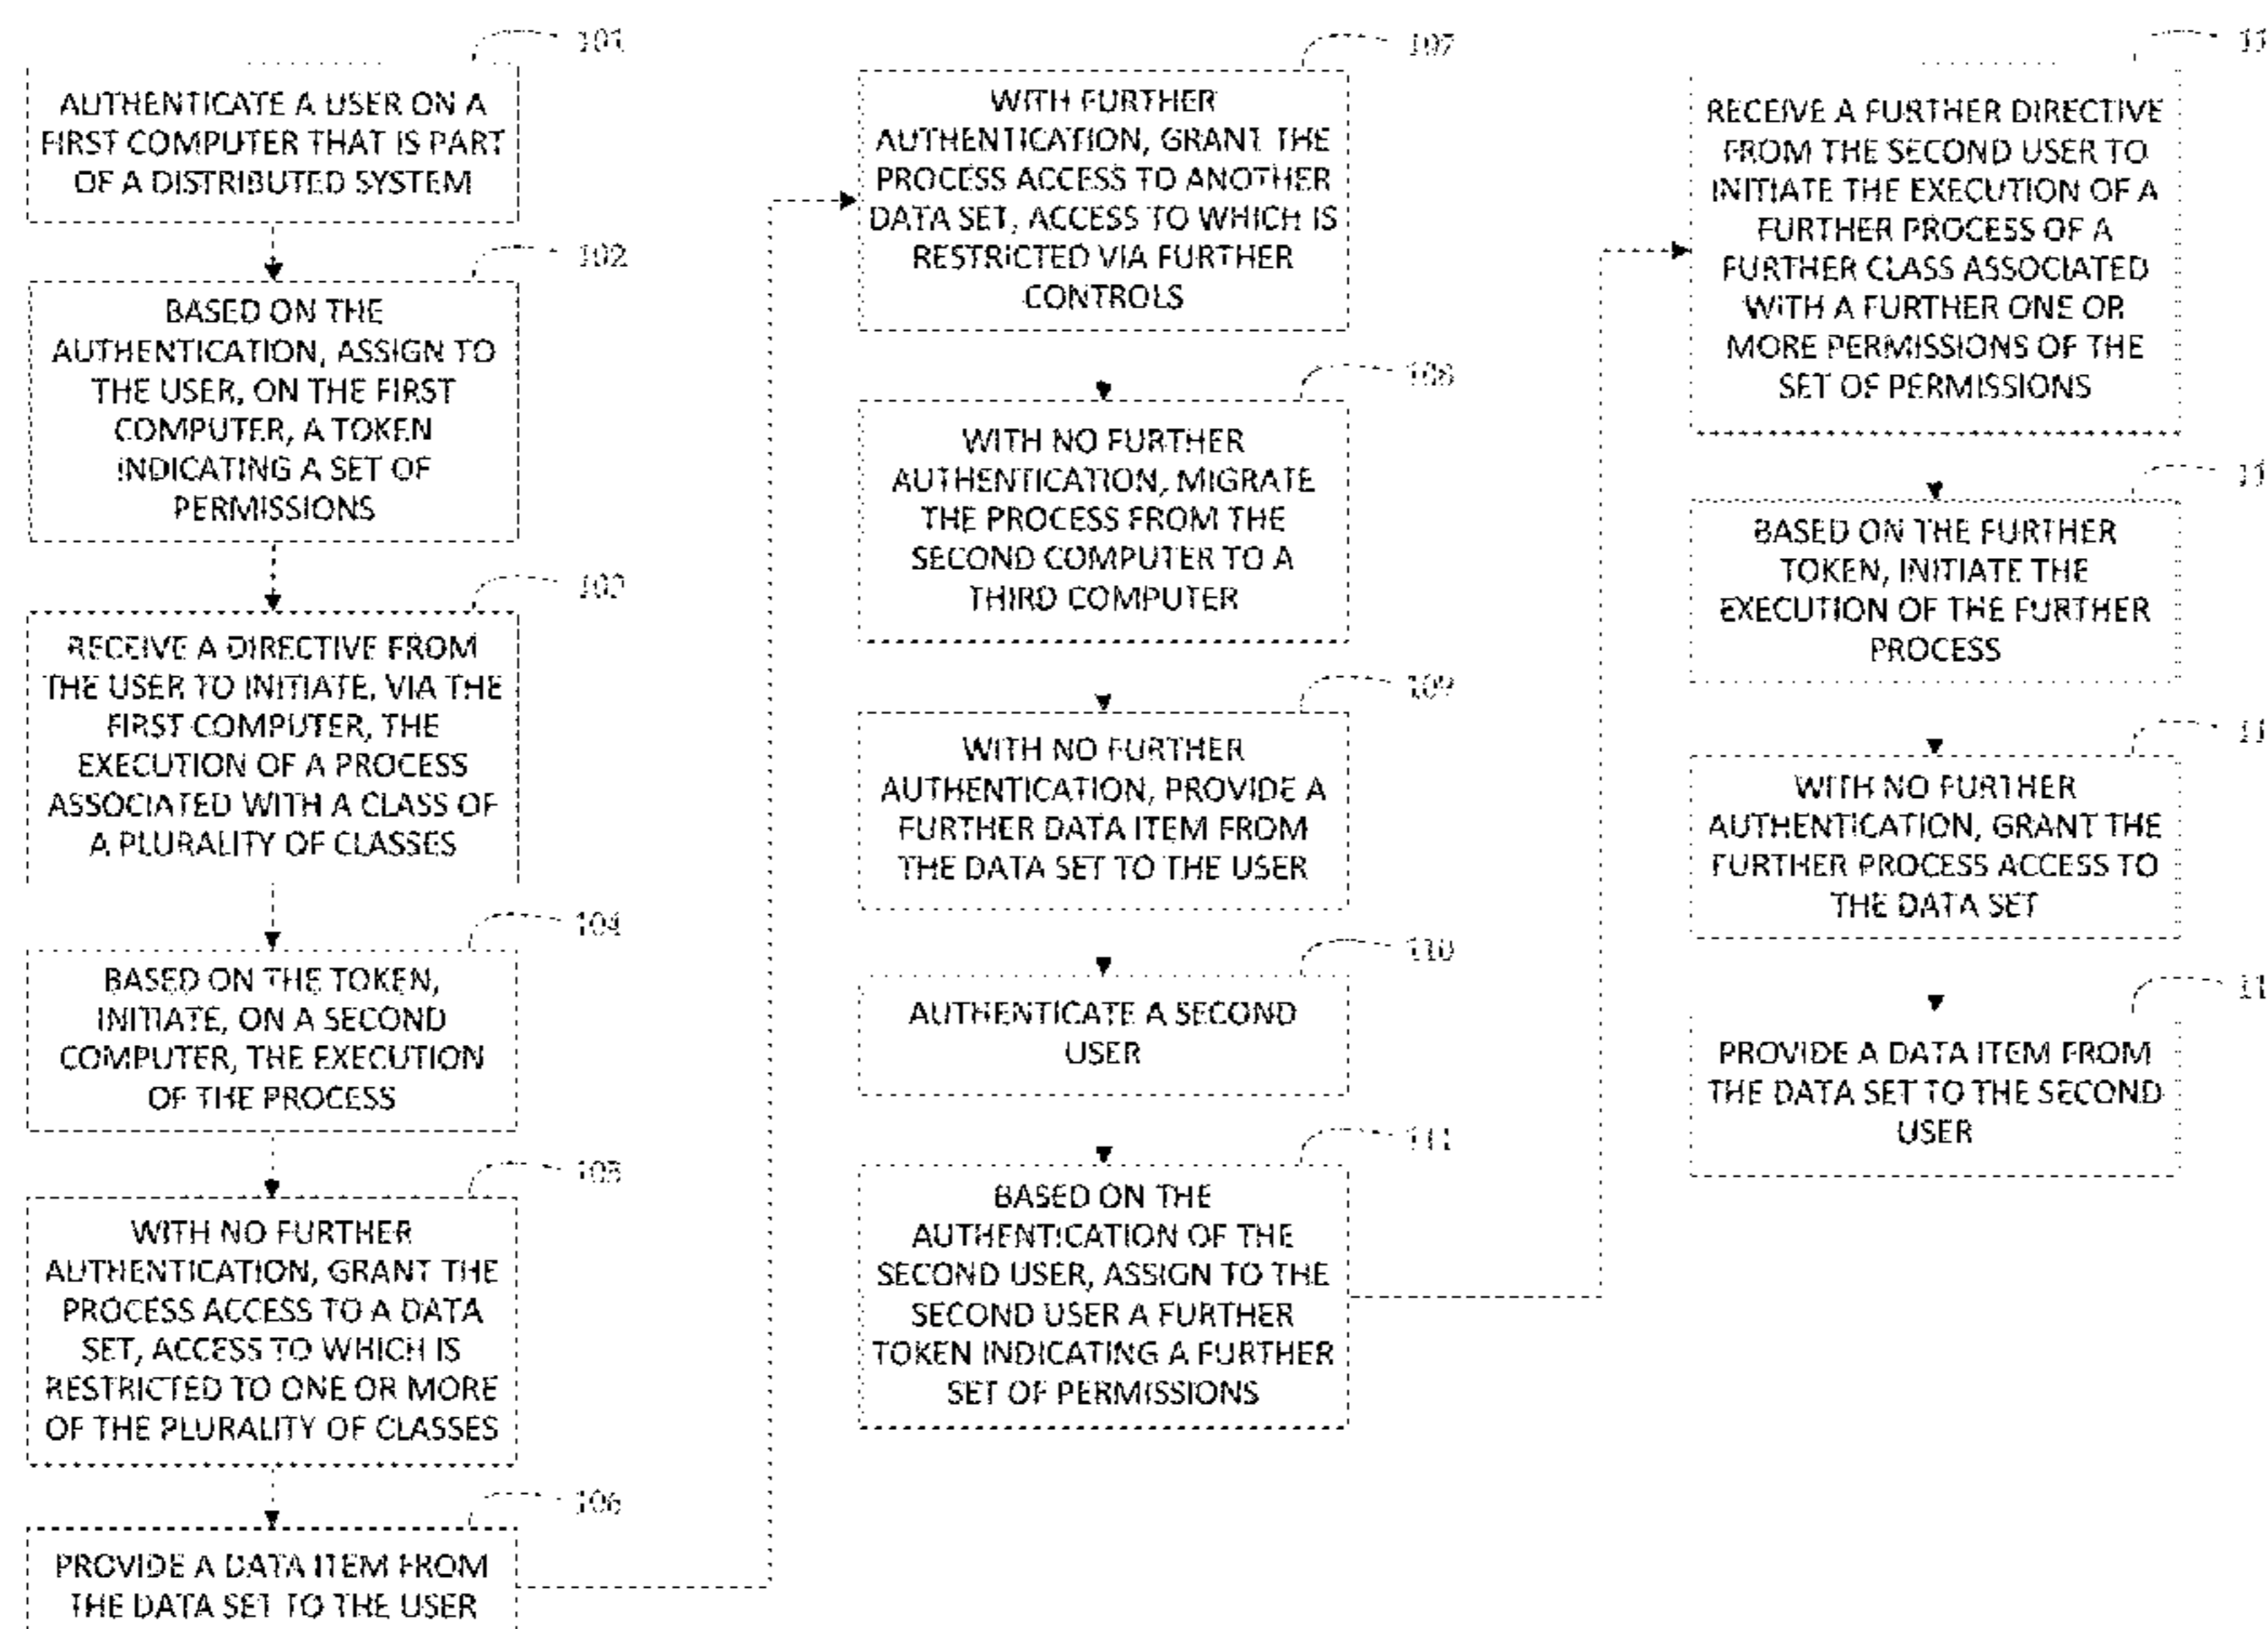 101
AUTHENTICATE A USER ON A
FIRST COMPUTER THAT IS PART
OF A DISTRIBUTED SYSTEM
102
BASED ON THE
AUTHENTICATION, ASSIGN TO
THE USER, ON THE FIRST
COMPUTER, A TOKEN
INDICATING A SET OF
PERMISSIONS
103
RECEIVE A DIRECTIVE FROM
THE USER TO INITIATE, VIA THE
FIRST COMPUTER, THE
EXECUTION OF A PROCESS
ASSOCIATED WITH A CLASS OF
A PLURALITY OF CLASSES
104
BASED ON THE TOKEN,
INITIATE, ON A SECOND
COMPUTER, THE EXECUTION
OF THE PROCESS
105
WITH NO FURTHER
AUTHENTICATION, GRANT THE
PROCESS ACCESS TO A DATA
SET, ACCESS TO WHICH IS
RESTRICTED TO ONE OR MORE
OF THE PLURALITY OF CLASSES
106
PROVIDE A DATA ITEM FROM
THE DATA SET TO THE USER
107
WITH FURTHER
AUTHENTICATION, GRANT THE
PROCESS ACCESS TO ANOTHER
DATA SET, ACCESS TO WHICH IS
RESTRICTED VIA FURTHER
CONTROLS
108
WITH NO FURTHER
AUTHENTICATION, MIGRATE
THE PROCESS FROM THE
SECOND COMPUTER TO A
THIRD COMPUTER
109
WITH NO FURTHER
AUTHENTICATION, PROVIDE A
FURTHER DATA ITEM FROM
THE DATA SET TO THE USER
110
AUTHENTICATE A SECOND
USER
111
BASED ON THE
AUTHENTICATION OF THE
SECOND USER, ASSIGN TO THE
SECOND USER A FURTHER
TOKEN INDICATING A FURTHER
SET OF PERMISSIONS
11
RECEIVE A FURTHER DIRECTIVE
FROM THE SECOND USER TO
INITIATE THE EXECUTION OF A
FURTHER PROCESS OF A
FURTHER CLASS ASSOCIATED
WITH A FURTHER ONE OR
MORE PERMISSIONS OF THE
SET OF PERMISSIONS
11
BASED ON THE FURTHER
TOKEN, INITIATE THE
EXECUTION OF THE FURTHER
PROCESS
11
WITH NO FURTHER
AUTHENTICATION, GRANT THE
FURTHER PROCESS ACCESS TO
THE DATA SET
11
PROVIDE A DATA ITEM FROM
THE DATA SET TO THE SECOND
USER